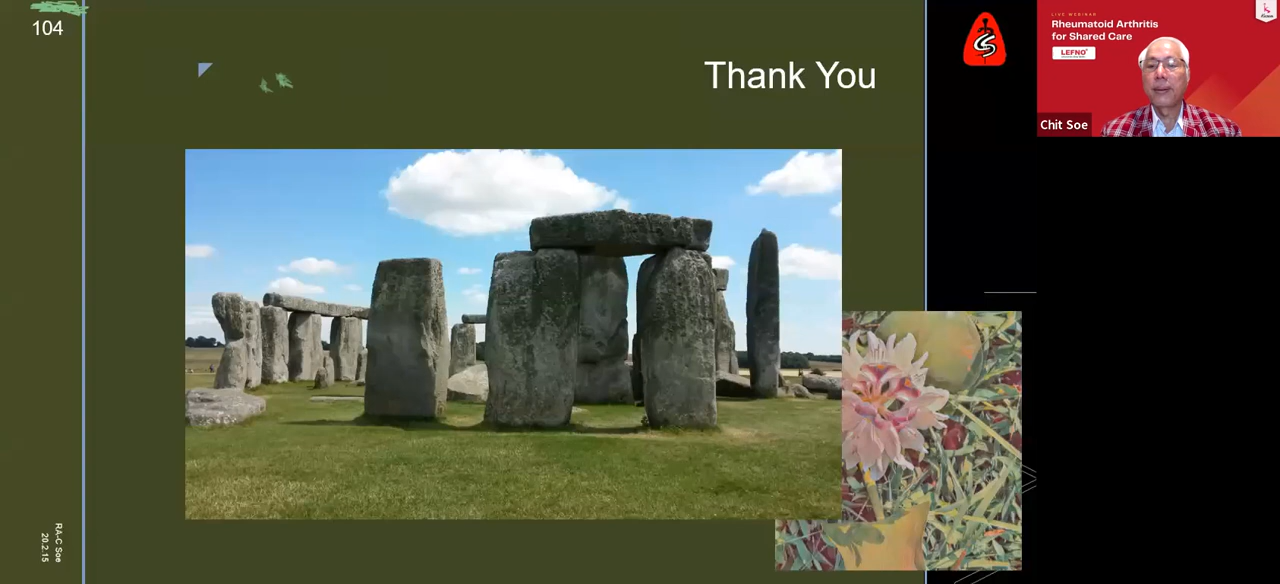 104
Thank You
RA-C Soe
20.2.15
LIVE WEBINAR
Rheumatoid Arthritis
for Shared Care
LEFNO
Chit Soe